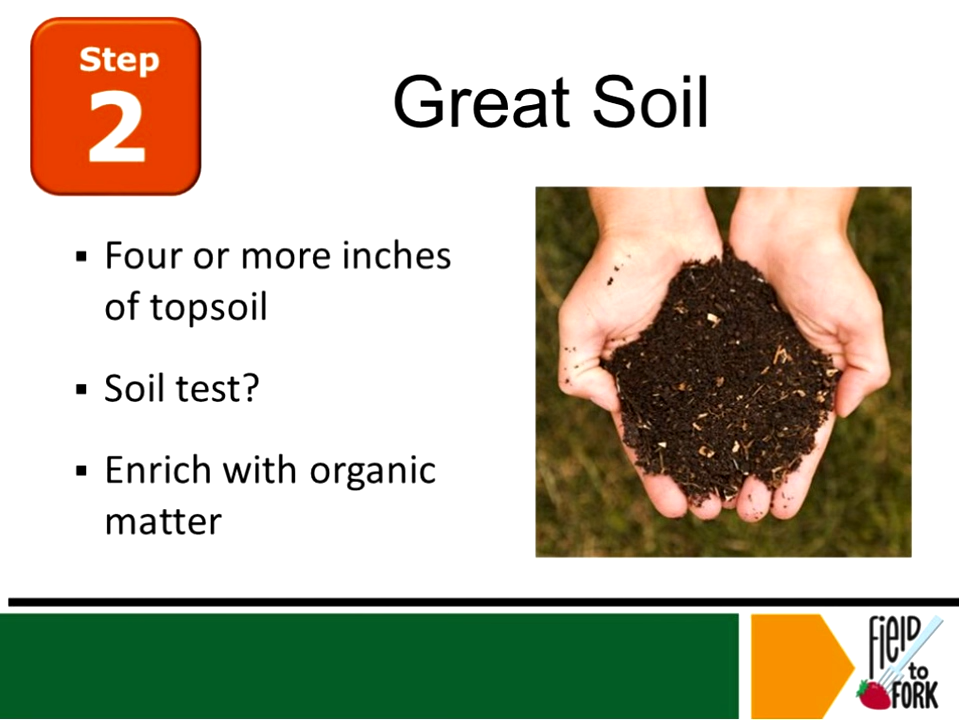 Step
2
Great Soil
▪ Four or more inches
of topsoil
▪ Soil test?
▪ Enrich with organic
matter
FielD
to
FORK